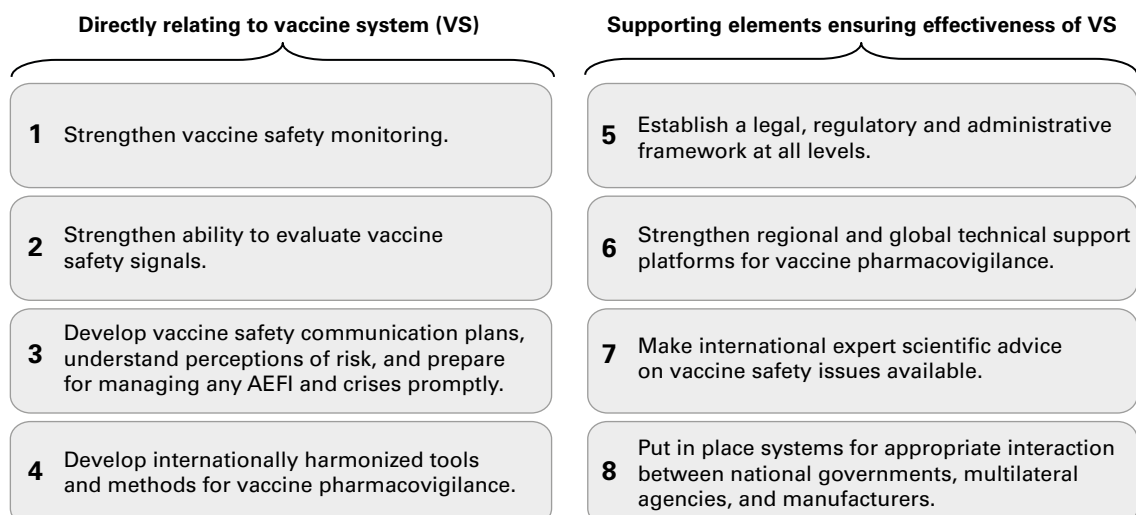 Directly relating to vaccine system (VS)
1 Strengthen vaccine safety monitoring.
2 Strengthen ability to evaluate vaccine
safety signals.
3 Develop vaccine safety communication plans,
understand perceptions of risk, and prepare
for managing any AEFI and crises promptly.
4 Develop internationally harmonized tools
and methods for vaccine pharmacovigilance.
Supporting elements ensuring effectiveness of VS
5 Establish a legal, regulatory and administrative
framework at all levels.
6 Strengthen regional and global technical support
platforms for vaccine pharmacovigilance.
7 Make international expert scientific advice
on vaccine safety issues available.
8 Put in place systems for appropriate interaction
between national governments, multilateral
agencies, and manufacturers.